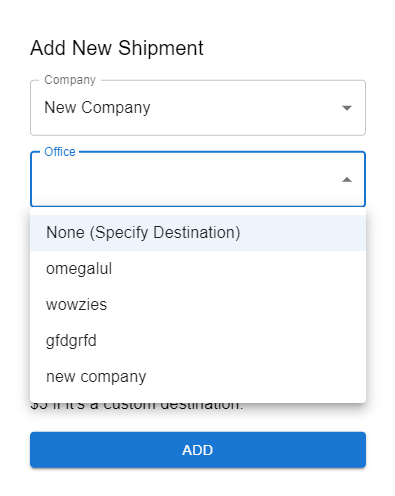 Add New Shipment
Company
New Company
Office
None (Specify Destination)
omegalul
wowzies
gfdgrfd
new company
$5 if it's a custom destination.
ADD